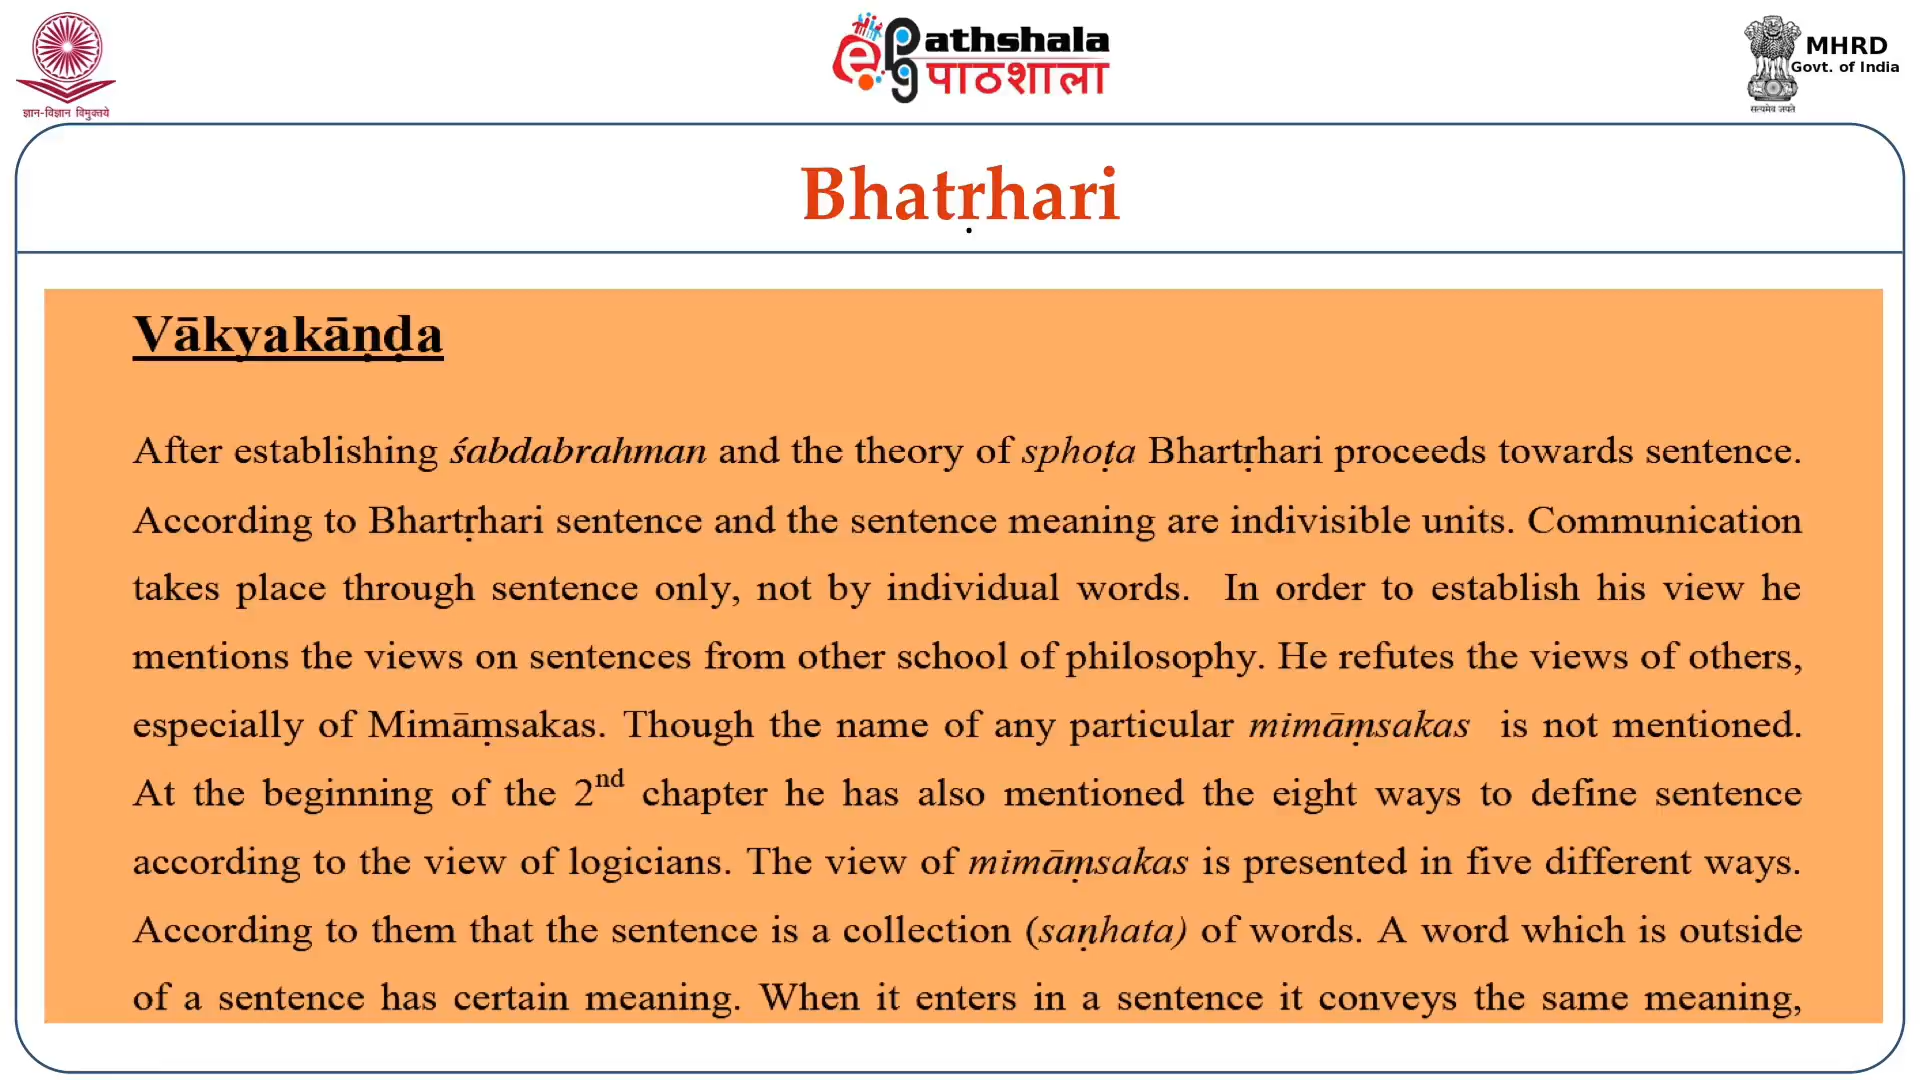 ज्ञान-विज्ञान विमुक्तये
e PG Pathshala
पाठशाला
MHRD
Govt. of India
सत्यमेव जयते
Bhatṛhari
.
Vākyakāṇḍa
After establishing śabdabrahman and the theory of sphoṭa Bhartṛhari proceeds towards sentence.
According to Bhartṛhari sentence and the sentence meaning are indivisible units. Communication
takes place through sentence only, not by individual words. In order to establish his view he
mentions the views on sentences from other school of philosophy. He refutes the views of others,
especially of Mimāṃsakas. Though the name of any particular mimāṃsakas is not mentioned.
At the beginning of the 2nd chapter he has also mentioned the eight ways to define sentence
according to the view of logicians. The view of mimāṃsakas is presented in five different ways.
According to them that the sentence is a collection (saṇhata) of words. A word which is outside
of a sentence has certain meaning. When it enters in a sentence it conveys the same meaning,